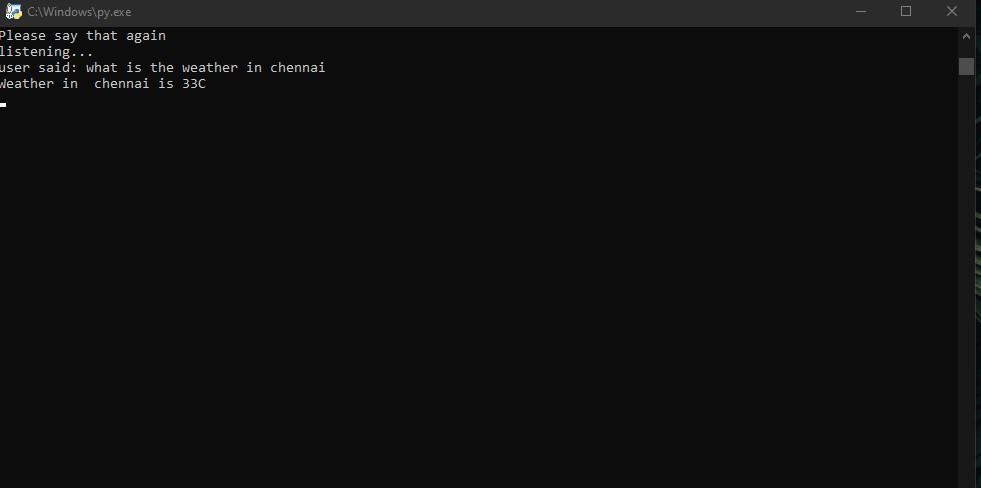 C:\Windows\py.exe
Please say that again
listening...
user said: what is the weather in chennai
Weather in  chennai is 33C